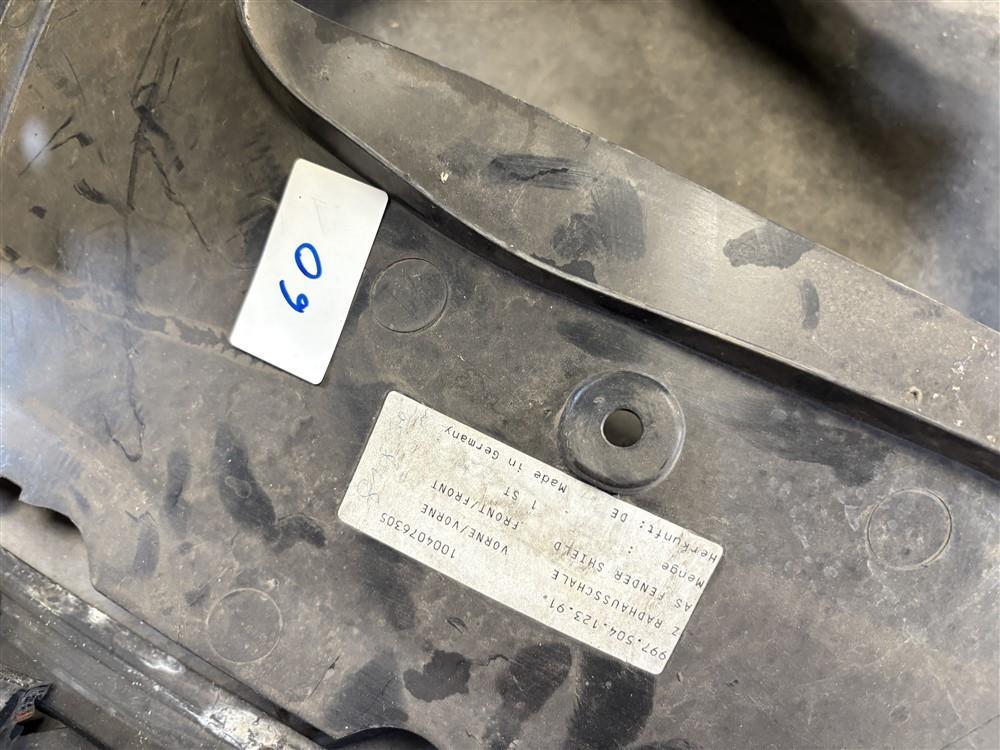 60
997.504.123.91. 1004076305
Z RADHAUSSCHALE VORNE/VORNE
AS FENDER SHIELD FRONT/FRONT
Menge : 1 ST
Herkunft: DE Made in Germany